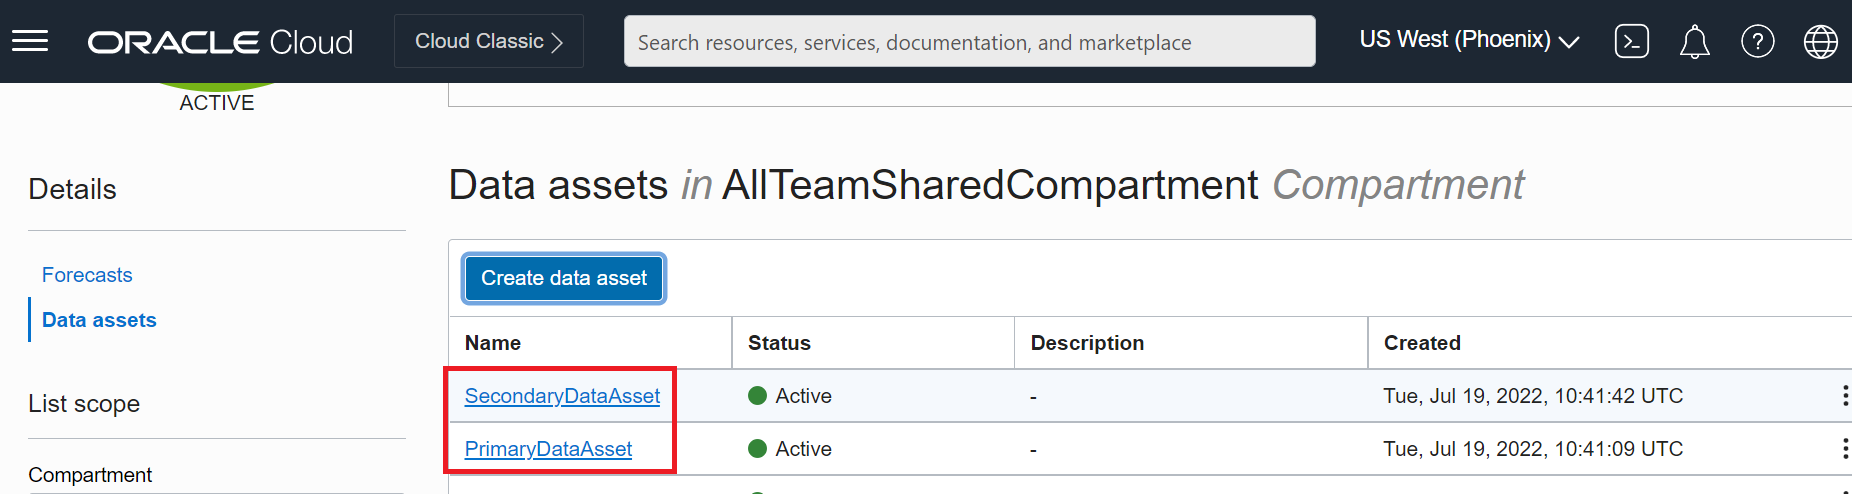 ORACLE Cloud
Cloud Classic
Search resources, services, documentation, and marketplace
US West (Phoenix)
ACTIVE
Details
Forecasts
Data assets
List scope
Compartment
Data assets in AllTeamSharedCompartment Compartment
Create data asset
Name Status Description Created
SecondaryDataAsset Active - Tue, Jul 19, 2022, 10:41:42 UTC
PrimaryDataAsset Active - Tue, Jul 19, 2022, 10:41:09 UTC